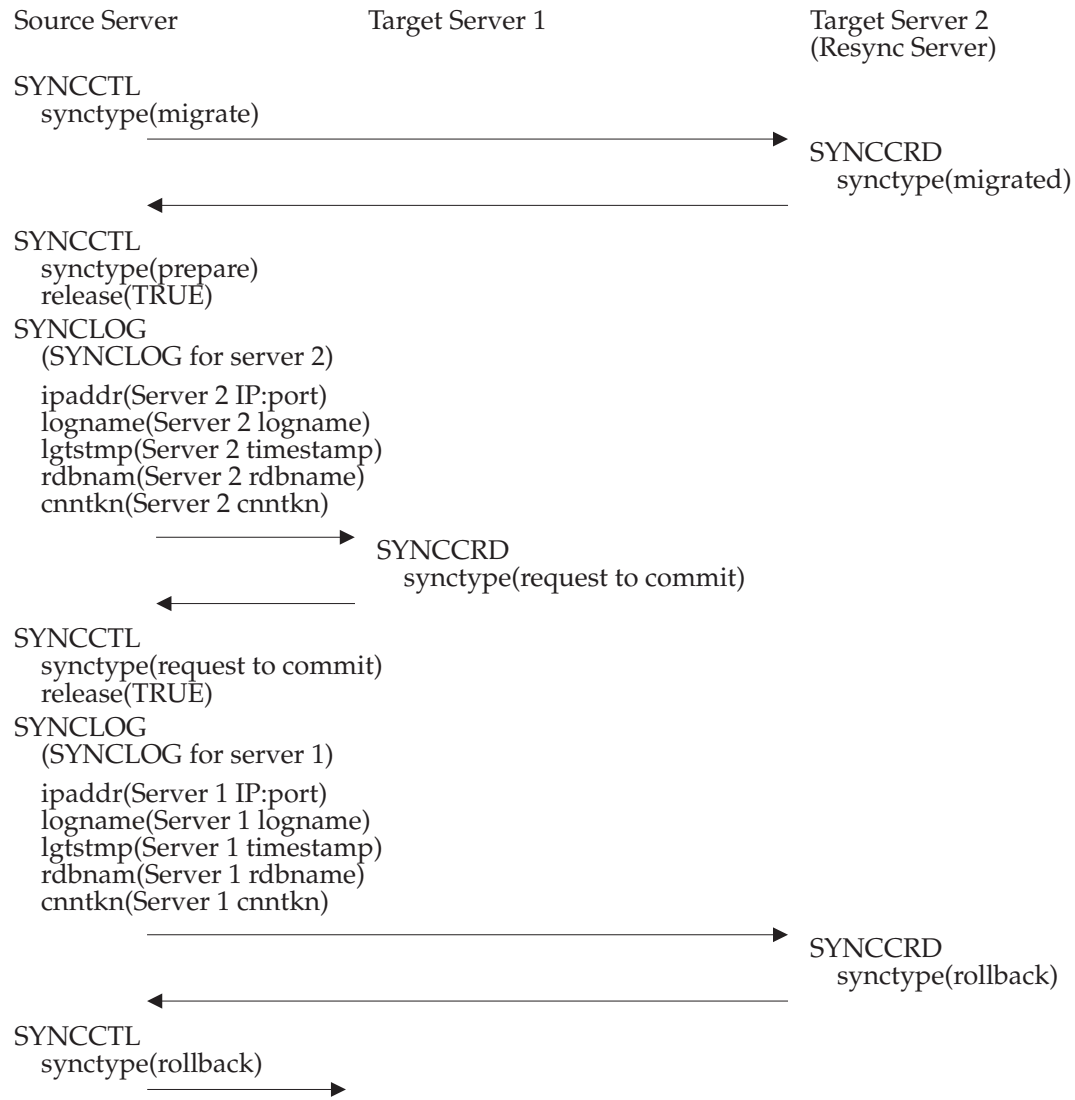 Source Server
Target Server 1
Target Server 2
(Resync Server)
SYNCCTL
synctype(migrate)
SYNCCRD
synctype(migrated)
SYNCCTL
synctype(prepare)
release(TRUE)
SYNCLOG
(SYNCLOG for server 2)
ipaddr(Server 2 IP:port)
logname(Server 2 logname)
lgtstmp(Server 2 timestamp)
rdbnam(Server 2 rdbname)
cnntkn(Server 2 cnntkn)
SYNCCRD
synctype(request to commit)
SYNCCTL
synctype(request to commit)
release(TRUE)
SYNCLOG
(SYNCLOG for server 1)
ipaddr(Server 1 IP:port)
logname(Server 1 logname)
lgtstmp(Server 1 timestamp)
rdbnam(Server 1 rdbname)
cnntkn(Server 1 cnntkn)
SYNCCRD
synctype(rollback)
SYNCCTL
synctype(rollback)